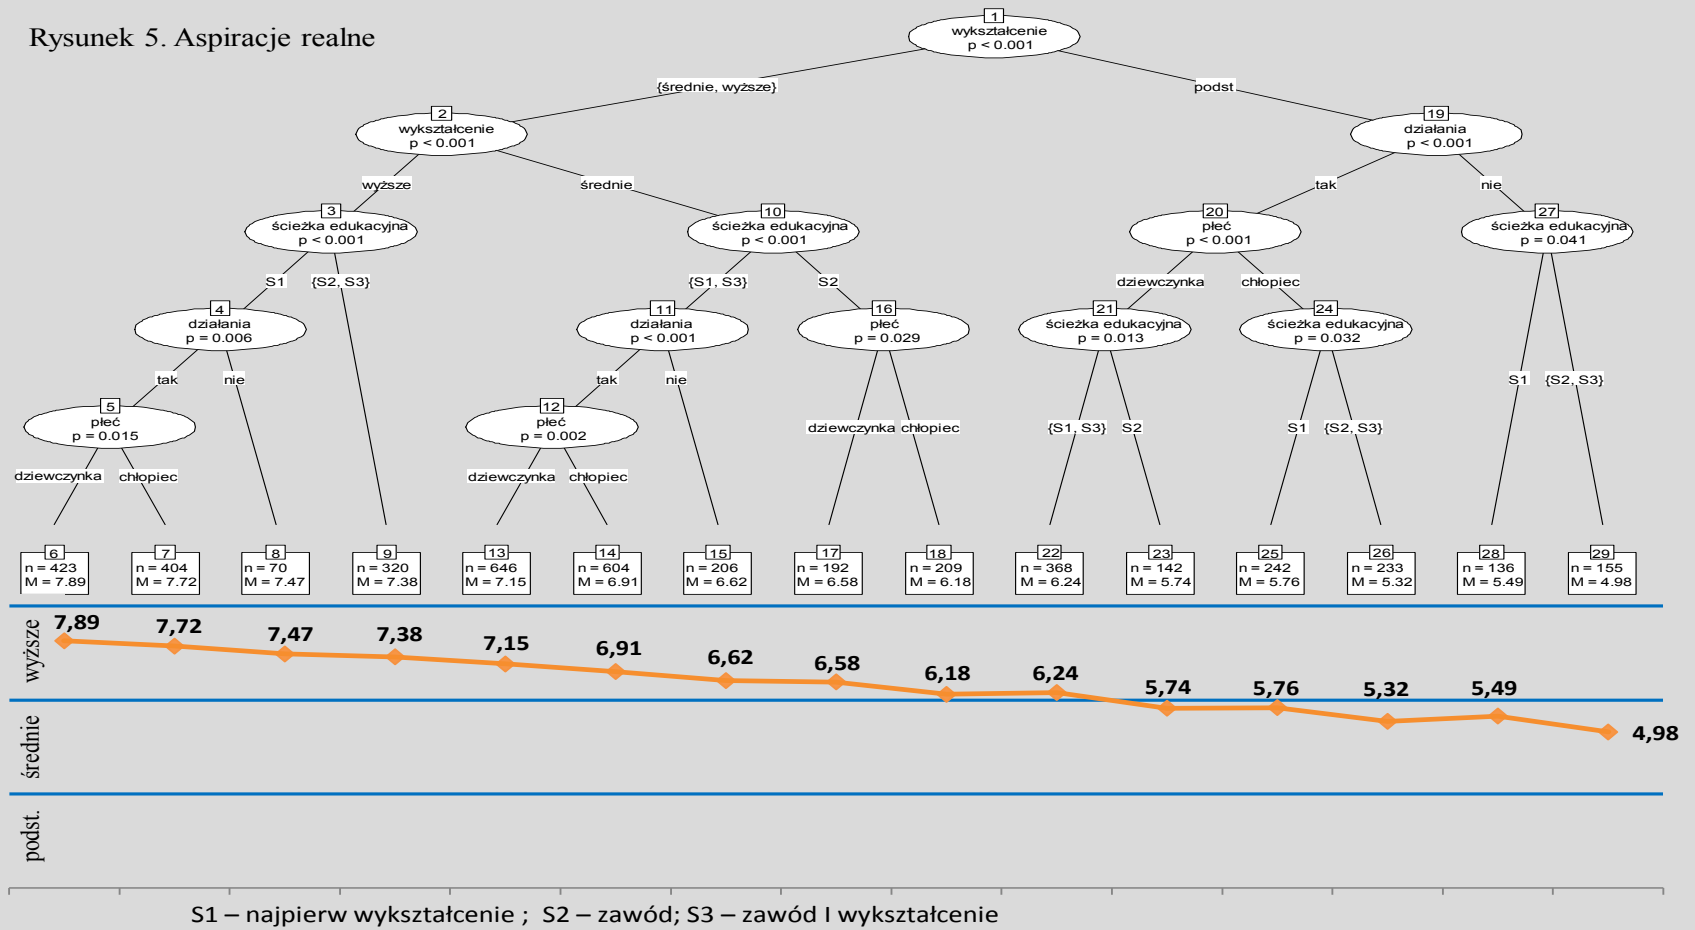 Rysunek 5. Aspiracje realne
1
wykształcenie
p < 0.001
{średnie, wyższe}
podst
2
wykształcenie
p < 0.001
19
działania
p < 0.001
wyższe
średnie
tak
nie
3
ścieżka edukacyjna
p < 0.001
10
ścieżka edukacyjna
p < 0.001
20
płeć
p < 0.001
27
ścieżka edukacyjna
p = 0.041
S1
{S2, S3}
{S1, S3}
S2
dziewczynka
chłopiec
4
działania
p = 0.006
11
działania
p < 0.001
16
płeć
p = 0.029
21
ścieżka edukacyjna
p = 0.013
24
ścieżka edukacyjna
p = 0.032
tak
nie
tak
nie
S1
{S2, S3}
5
płeć
p = 0.015
12
płeć
p = 0.002
dziewczynka
chłopiec
{S1, S3}
S2
S1
{S2, S3}
dziewczynka
chłopiec
dziewczynka
chłopiec
6
n = 423
M = 7.89
7
n = 404
M = 7.72
8
n = 70
M = 7.47
9
n = 320
M = 7.38
13
n = 646
M = 7.15
14
n = 604
M = 6.91
15
n = 206
M = 6.62
17
n = 192
M = 6.58
18
n = 209
M = 6.18
22
n = 368
M = 6.24
23
n = 142
M = 5.74
25
n = 242
M = 5.76
26
n = 233
M = 5.32
28
n = 136
M = 5.49
29
n = 155
M = 4.98
wyższe
7,89
7,72
7,47
7,38
7,15
6,91
6,62
6,58
6,18
6,24
5,74
5,76
5,32
5,49
4,98
średnie
podst.
S1 – najpierw wykształcenie ; S2 – zawód; S3 – zawód I wykształcenie